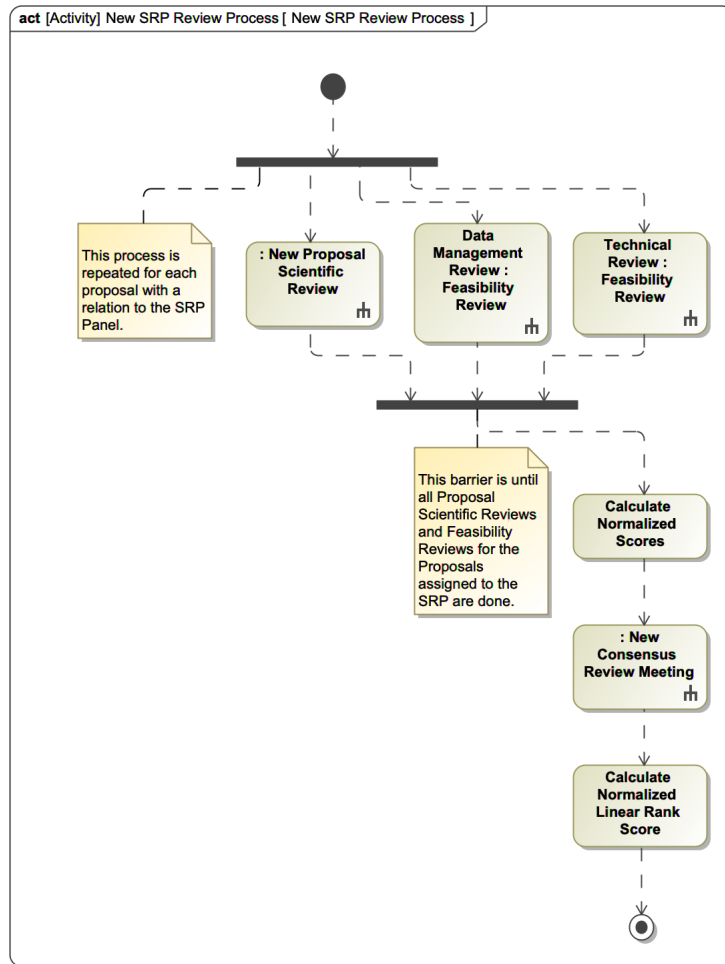 act [Activity] New SRP Review Process [ New SRP Review Process ]
This process is
repeated for each
proposal with a
relation to the SRP
Panel.
: New Proposal
Scientific
Review
Data
Management
Review :
Feasibility
Review
Technical
Review :
Feasibility
Review
This barrier is until
all Proposal
Scientific Reviews
and Feasibility
Reviews for the
Proposals
assigned to the
SRP are done.
Calculate
Normalized
Scores
: New
Consensus
Review Meeting
Calculate
Normalized
Linear Rank
Score